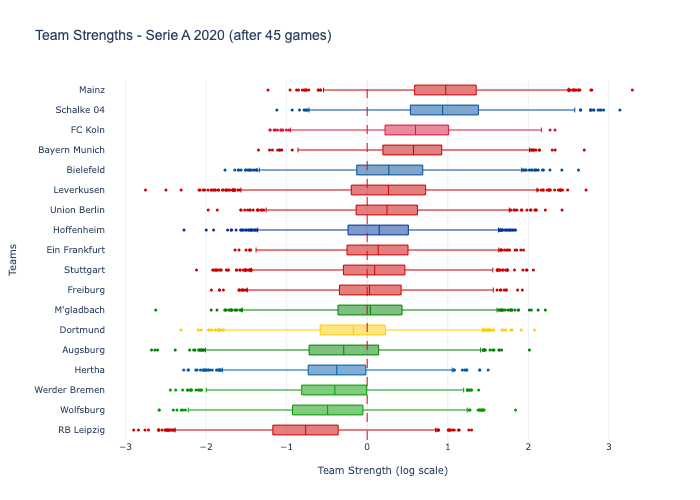 Team Strengths - Serie A 2020 (after 45 games)
Mainz
Schalke 04
FC Koln
Bayern Munich
Bielefeld
Leverkusen
Union Berlin
Hoffenheim
Ein Frankfurt
Stuttgart
Freiburg
M'gladbach
Dortmund
Augsburg
Hertha
Werder Bremen
Wolfsburg
RB Leipzig
Teams
−3 −2 −1 0 1 2 3
Team Strength (log scale)